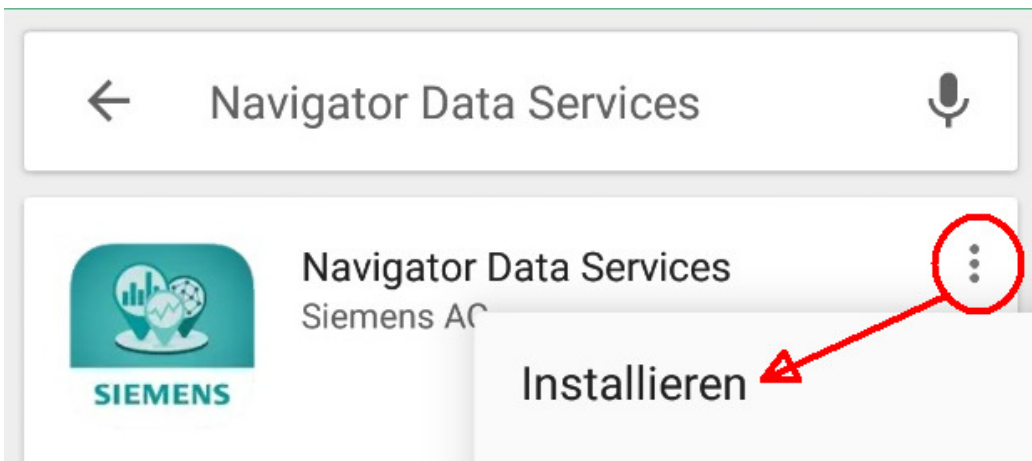 Navigator Data Services
Navigator Data Services
Siemens
Installieren
SIEMENS